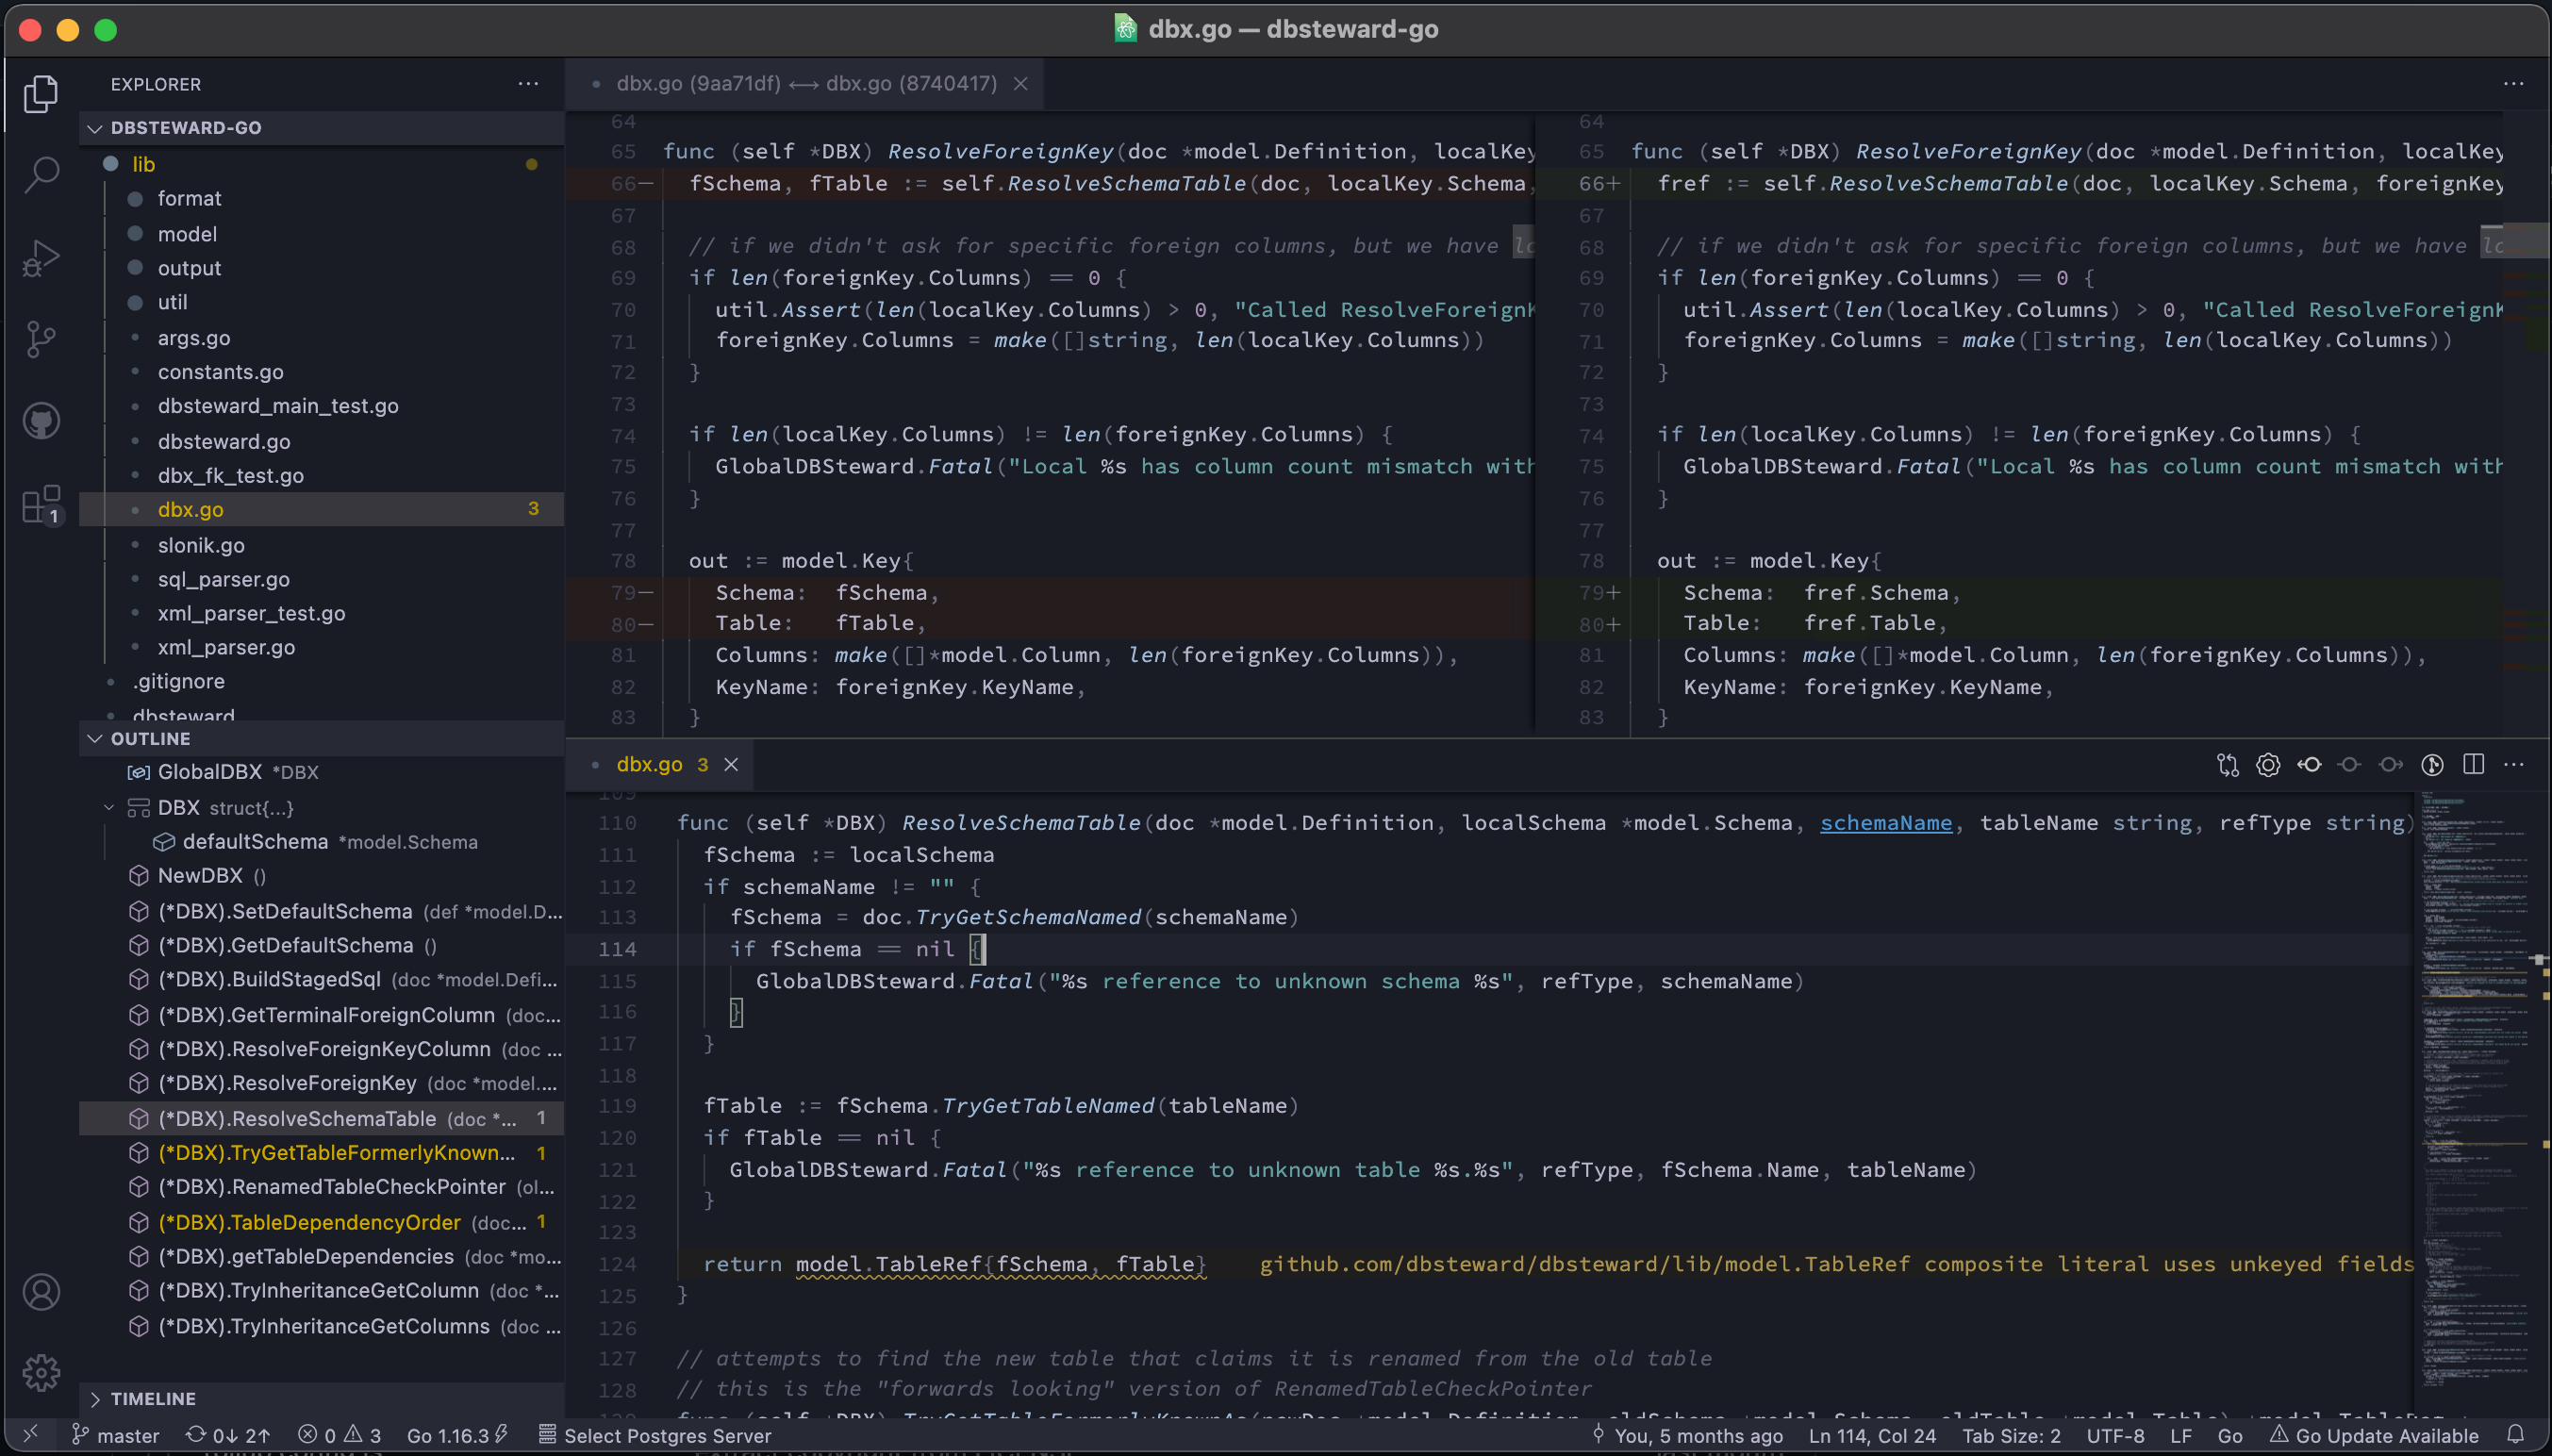 dbx.go — dbsteward-go
EXPLORER
DBSTEWARD-GO
lib
format
model
output
util
args.go
constants.go
dbsteward_main_test.go
dbsteward.go
dbx_fk_test.go
dbx.go 3
slonik.go
sql_parser.go
xml_parser_test.go
xml_parser.go
.gitignore
dbsteward
OUTLINE
GlobalDBX *DBX
DBX struct{...}
defaultSchema *model.Schema
NewDBX ()
(*DBX).SetDefaultSchema (def *model.D...
(*DBX).GetDefaultSchema ()
(*DBX).BuildStagedSql (doc *model.Defi...
(*DBX).GetTerminalForeignColumn (doc...
(*DBX).ResolveForeignKeyColumn (doc ...
(*DBX).ResolveForeignKey (doc *model....
(*DBX).ResolveSchemaTable (doc *... 1
(*DBX).TryGetTableFormerlyKnown... 1
(*DBX).RenamedTableCheckPointer (ol...
(*DBX).TableDependencyOrder (doc... 1
(*DBX).getTableDependencies (doc *mo...
(*DBX).TryInheritanceGetColumn (doc *...
(*DBX).TryInheritanceGetColumns (doc ...
TIMELINE
1
dbx.go (9aa71df) ⟷ dbx.go (8740417)
64
65 func (self *DBX) ResolveForeignKey(doc *model.Definition, localKey
66— fSchema, fTable := self.ResolveSchemaTable(doc, localKey.Schema,
67
68 // if we didn't ask for specific foreign columns, but we have lo
69 if len(foreignKey.Columns) == 0 {
70 util.Assert(len(localKey.Columns) > 0, "Called ResolveForeignK
71 foreignKey.Columns = make([]string, len(localKey.Columns))
72 }
73
74 if len(localKey.Columns) != len(foreignKey.Columns) {
75 GlobalDBSteward.Fatal("Local %s has column count mismatch with
76 }
77
78 out := model.Key{
79— Schema: fSchema,
80— Table: fTable,
81 Columns: make([]*model.Column, len(foreignKey.Columns)),
82 KeyName: foreignKey.KeyName,
83 }
64
65 func (self *DBX) ResolveForeignKey(doc *model.Definition, localKey
66+ fref := self.ResolveSchemaTable(doc, localKey.Schema, foreignKey
67
68 // if we didn't ask for specific foreign columns, but we have lo
69 if len(foreignKey.Columns) == 0 {
70 util.Assert(len(localKey.Columns) > 0, "Called ResolveForeignK
71 foreignKey.Columns = make([]string, len(localKey.Columns))
72 }
73
74 if len(localKey.Columns) != len(foreignKey.Columns) {
75 GlobalDBSteward.Fatal("Local %s has column count mismatch with
76 }
77
78 out := model.Key{
79+ Schema: fref.Schema,
80+ Table: fref.Table,
81 Columns: make([]*model.Column, len(foreignKey.Columns)),
82 KeyName: foreignKey.KeyName,
83 }
dbx.go 3
109
110 func (self *DBX) ResolveSchemaTable(doc *model.Definition, localSchema *model.Schema, schemaName, tableName string, refType string)
111 fSchema := localSchema
112 if schemaName != "" {
113 fSchema = doc.TryGetSchemaNamed(schemaName)
114 if fSchema == nil {
115 GlobalDBSteward.Fatal("%s reference to unknown schema %s", refType, schemaName)
116 }
117 }
118
119 fTable := fSchema.TryGetTableNamed(tableName)
120 if fTable == nil {
121 GlobalDBSteward.Fatal("%s reference to unknown table %s.%s", refType, fSchema.Name, tableName)
122 }
123
124 return model.TableRef{fSchema, fTable} github.com/dbsteward/dbsteward/lib/model.TableRef composite literal uses unkeyed fields
125 }
126
127 // attempts to find the new table that claims it is renamed from the old table
128 // this is the "forwards looking" version of RenamedTableCheckPointer
129 func (self *DBX) TryGetTableFormerlyKnownAs(newDoc *model.Definition, oldSchema *model.Schema, oldTable *model.Table) *model.TableRef
master 0↓ 2↑ 0 3 Go 1.16.3 Select Postgres Server You, 5 months ago Ln 114, Col 24 Tab Size: 2 UTF-8 LF Go Go Update Available